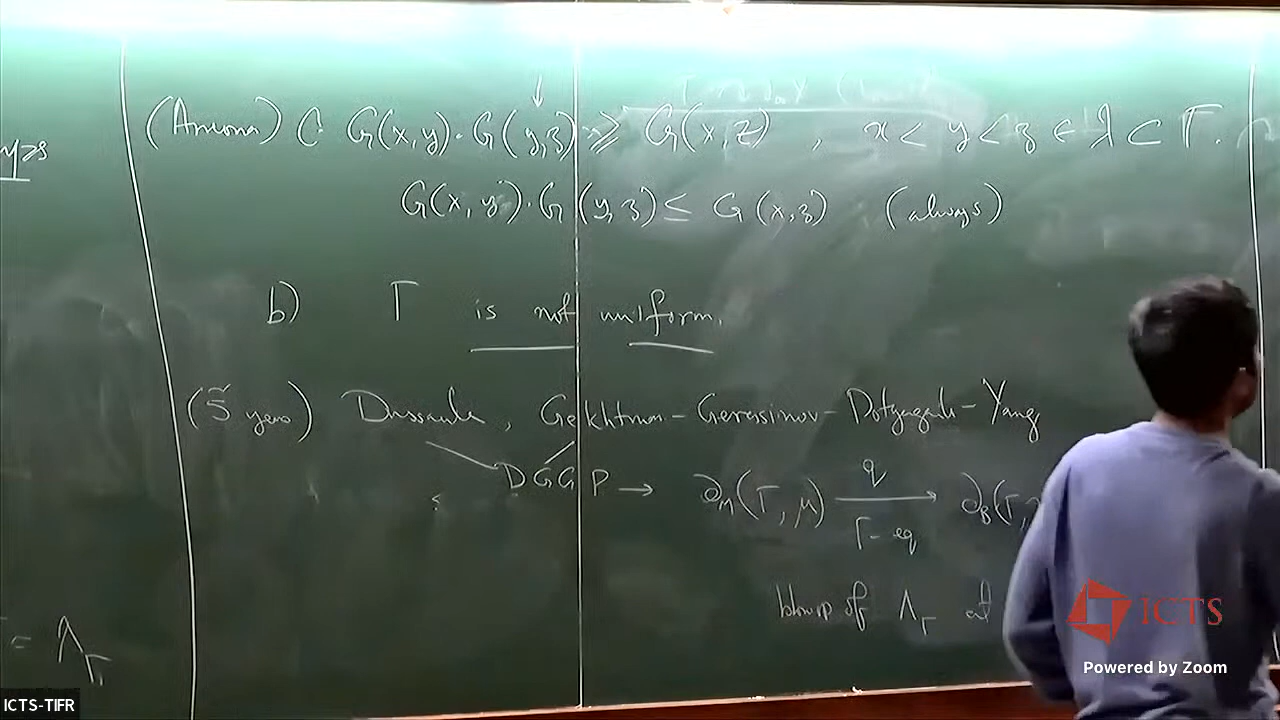 (Ancona) C G(x,y)·G(y,z) ≥ G(x,z) , x < y < z ∈ λ ⊂ Γ.
G(x,y)·G(y,z) ≤ G(x,z) (always)
b) Γ is not uniform.
(5 years) Dussaule, Gekhtman-Gerasimov-Potyagailo-Yang
DGGP → ∂_M(Γ,μ) →^q ∂_B(Γ,
Γ-eq
blowup of Λ_Γ at
= Λ_Γ
ICTS
Powered by Zoom
ICTS-TIFR